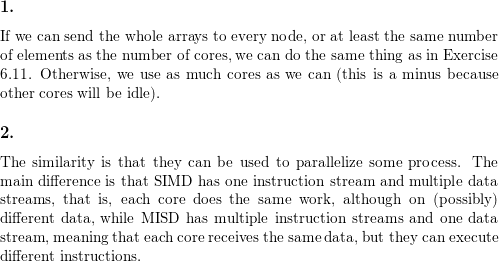 1.
If we can send the whole arrays to every node, or at least the same number
of elements as the number of cores, we can do the same thing as in Exercise
6.11. Otherwise, we use as much cores as we can (this is a minus because
other cores will be idle).
2.
The similarity is that they can be used to parallelize some process. The
main difference is that SIMD has one instruction stream and multiple data
streams, that is, each core does the same work, although on (possibly)
different data, while MISD has multiple instruction streams and one data
stream, meaning that each core receives the same data, but they can execute
different instructions.